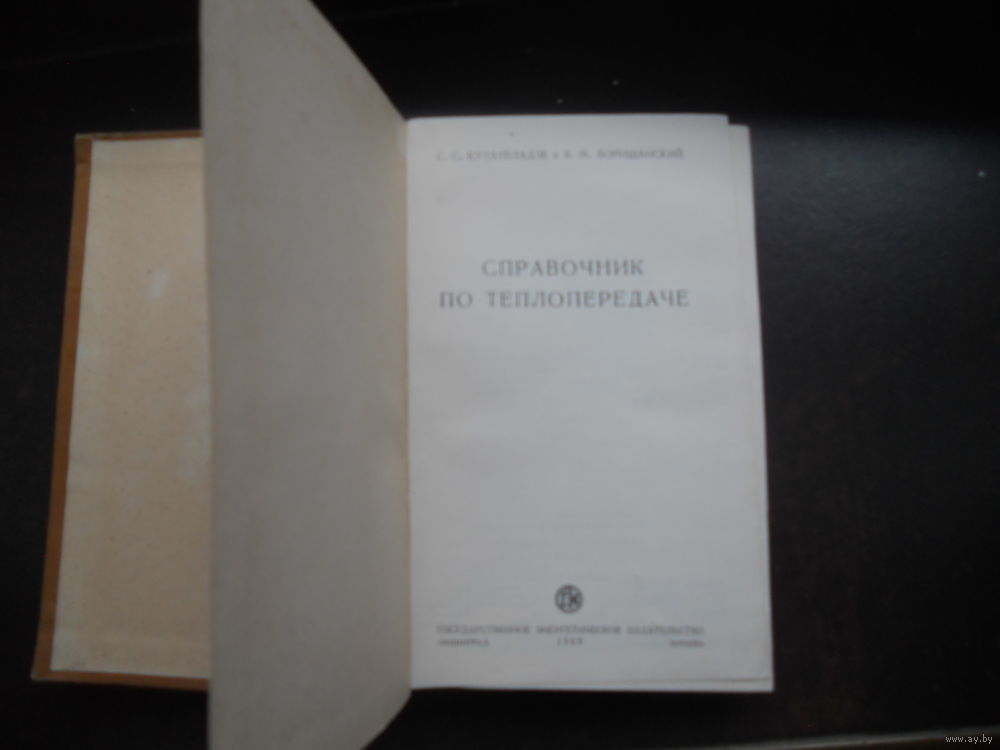 С. С. КУТАТЕЛАДЗЕ и В. М. БОРИШАНСКИЙ
СПРАВОЧНИК
ПО ТЕПЛОПЕРЕДАЧЕ
ГОСУДАРСТВЕННОЕ ЭНЕРГЕТИЧЕСКОЕ ИЗДАТЕЛЬСТВО
ЛЕНИНГРАД МОСКВА
www.ay.by